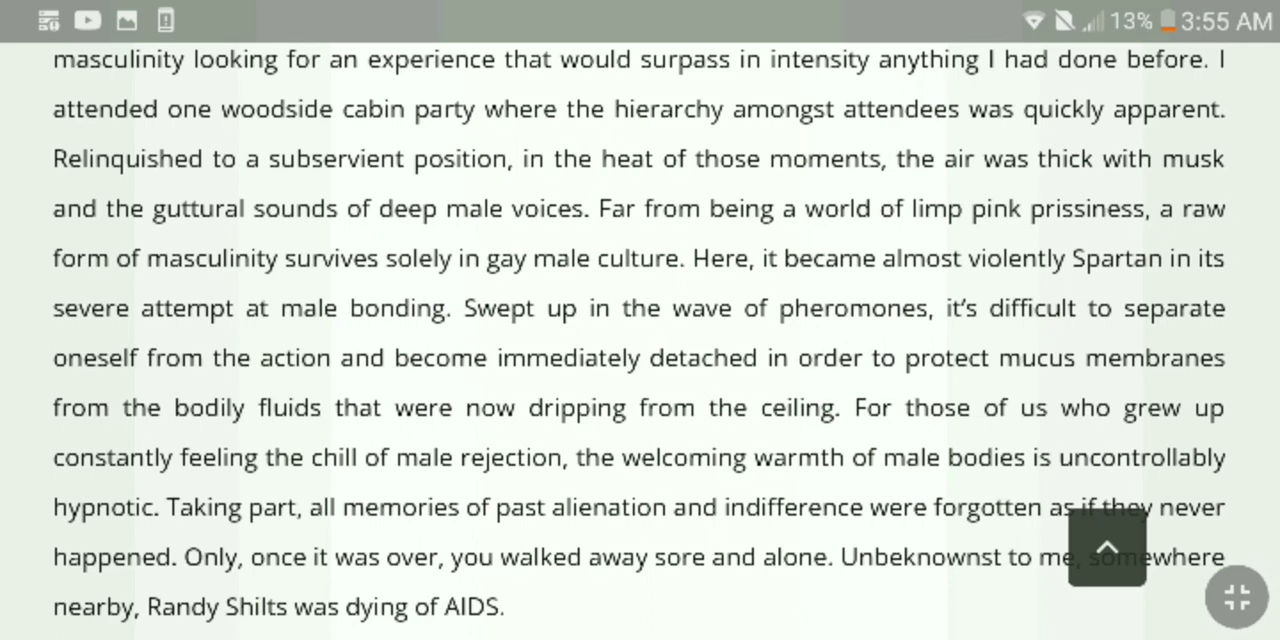 13% 3:55 AM
masculinity looking for an experience that would surpass in intensity anything I had done before. I
attended one woodside cabin party where the hierarchy amongst attendees was quickly apparent.
Relinquished to a subservient position, in the heat of those moments, the air was thick with musk
and the guttural sounds of deep male voices. Far from being a world of limp pink prissiness, a raw
form of masculinity survives solely in gay male culture. Here, it became almost violently Spartan in its
severe attempt at male bonding. Swept up in the wave of pheromones, it’s difficult to separate
oneself from the action and become immediately detached in order to protect mucus membranes
from the bodily fluids that were now dripping from the ceiling. For those of us who grew up
constantly feeling the chill of male rejection, the welcoming warmth of male bodies is uncontrollably
hypnotic. Taking part, all memories of past alienation and indifference were forgotten as if they never
happened. Only, once it was over, you walked away sore and alone. Unbeknownst to me, somewhere
nearby, Randy Shilts was dying of AIDS.